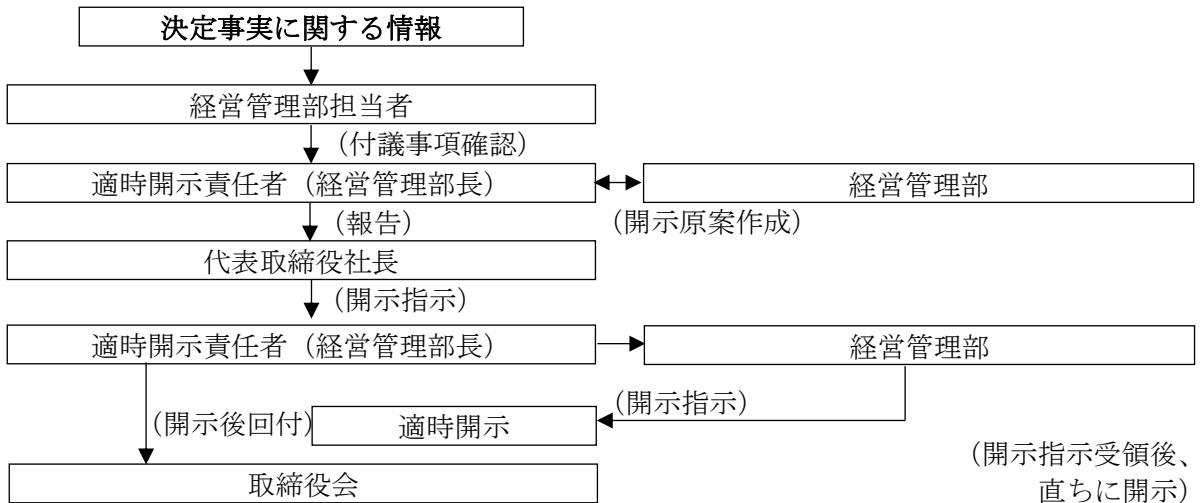 決定事実に関する情報
経営管理部担当者
（付議事項確認）
適時開示責任者（経営管理部長）
経営管理部
（報告）
（開示原案作成）
代表取締役社長
（開示指示）
適時開示責任者（経営管理部長）
経営管理部
（開示後回付）
適時開示
（開示指示）
取締役会
（開示指示受領後、
直ちに開示）